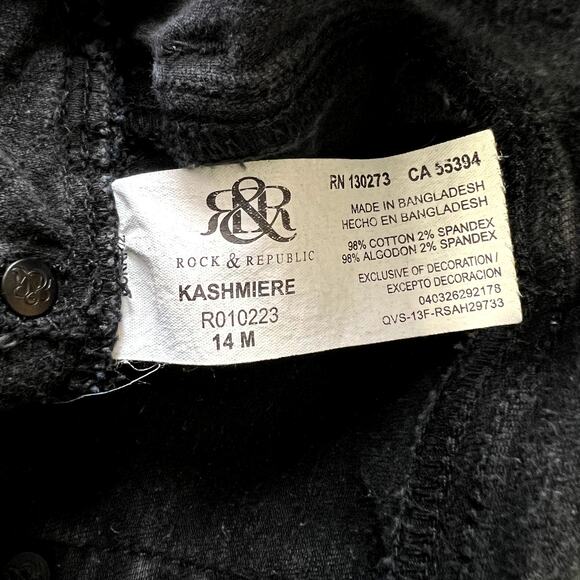 R&R
ROCK & REPUBLIC
KASHMIERE
R010223
14 M
RN 130273 CA 55394
MADE IN BANGLADESH
HECHO EN BANGLADESH
98% COTTON 2% SPANDEX
98% ALGODON 2% SPANDEX
EXCLUSIVE OF DECORATION /
EXCEPTO DECORACION
040326292178
QVS-13F-RSAH29733